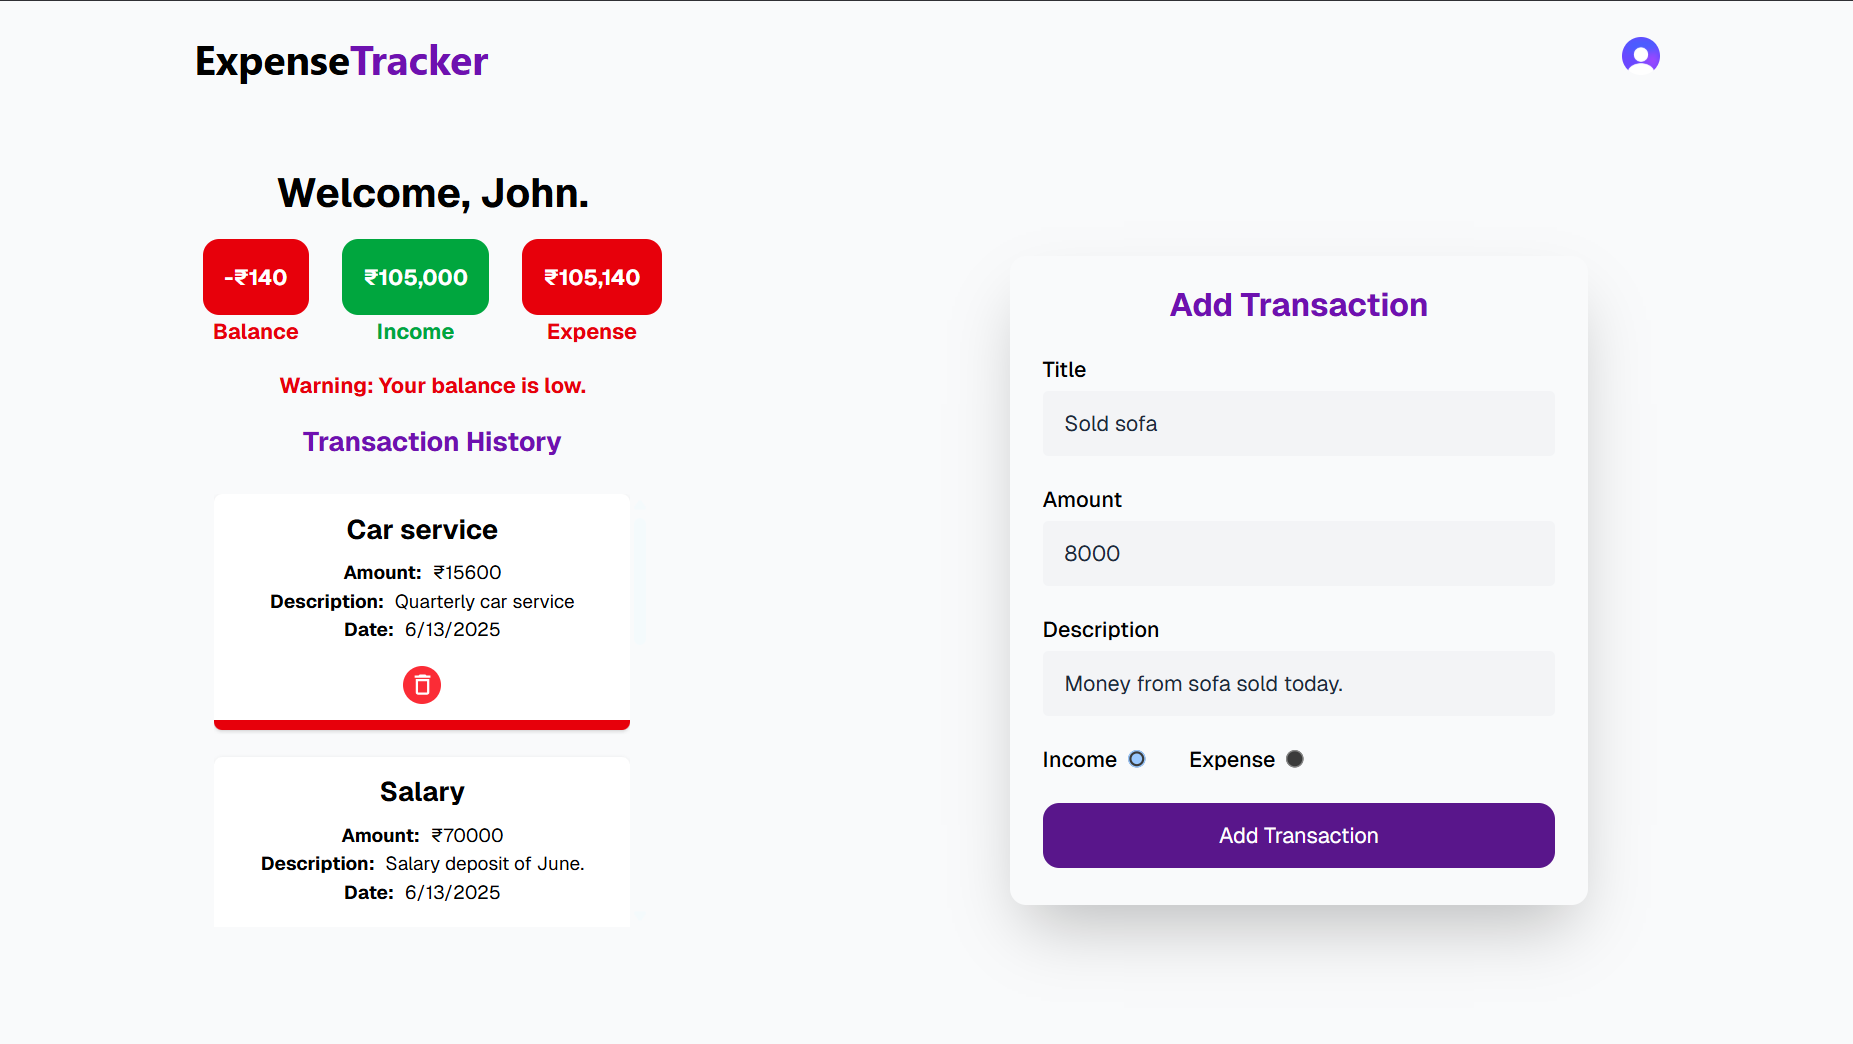 ExpenseTracker
Welcome, John.
-₹140 ₹105,000 ₹105,140
Balance Income Expense
Warning: Your balance is low.
Transaction History
Car service
Amount: ₹15600
Description: Quarterly car service
Date: 6/13/2025
Salary
Amount: ₹70000
Description: Salary deposit of June.
Date: 6/13/2025
Add Transaction
Title
Sold sofa
Amount
8000
Description
Money from sofa sold today.
Income Expense
Add Transaction